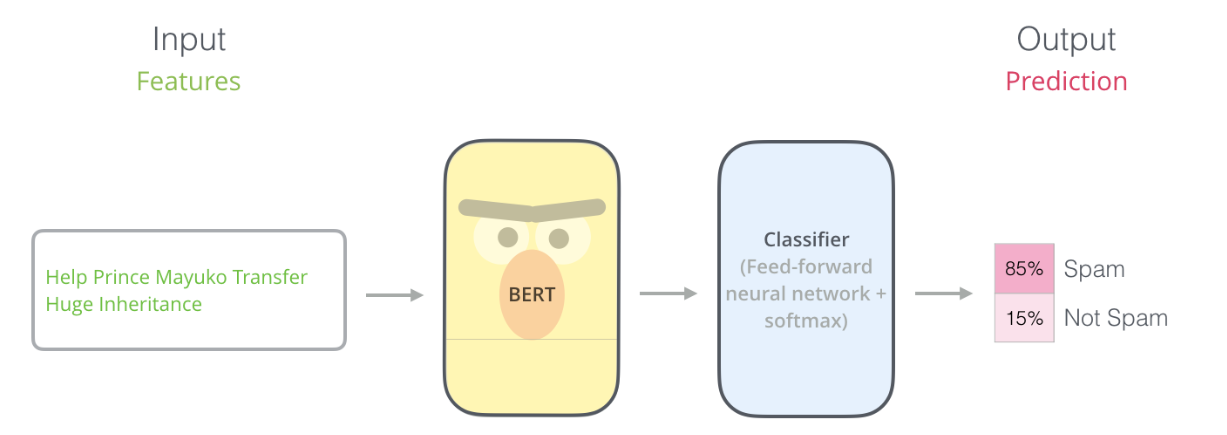 Input
Features
Output
Prediction
Help Prince Mayuko Transfer
Huge Inheritance
BERT
Classifier
(Feed-forward
neural network +
softmax)
85% Spam
15% Not Spam